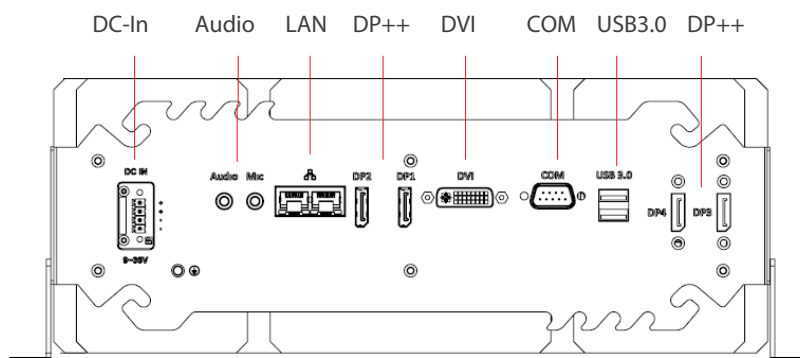 DC-In Audio LAN DP++ DVI COM USB3.0 DP++
DC IN Audio Mic DP2 DP1 DVI COM USB 3.0
DP4 DP3
9~36V